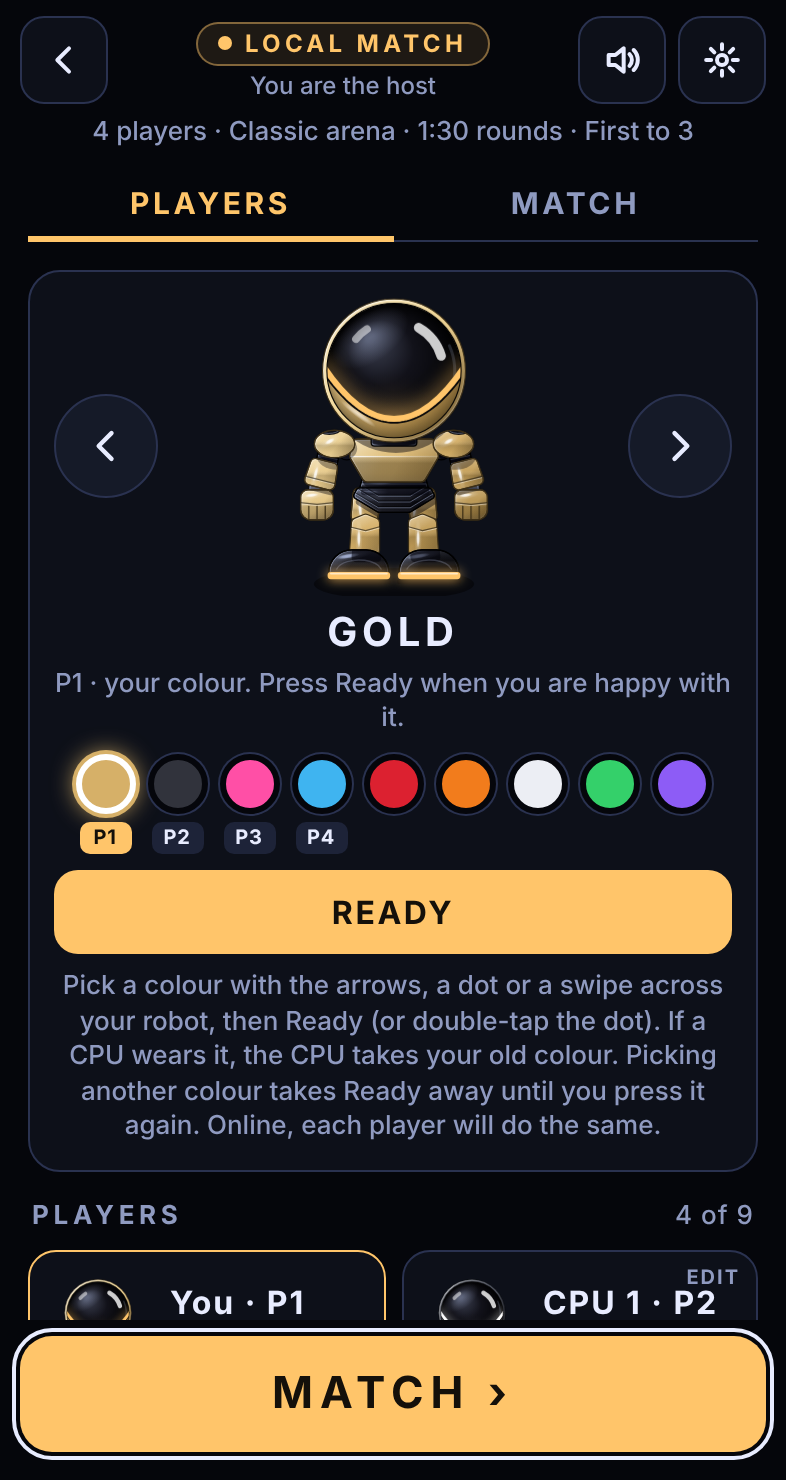 LOCAL MATCH
You are the host
4 players · Classic arena · 1:30 rounds · First to 3
PLAYERS
MATCH
GOLD
P1 · your colour. Press Ready when you are happy with
it.
P1 P2 P3 P4
READY
Pick a colour with the arrows, a dot or a swipe across
your robot, then Ready (or double-tap the dot). If a
CPU wears it, the CPU takes your old colour. Picking
another colour takes Ready away until you press it
again. Online, each player will do the same.
PLAYERS
4 of 9
You · P1
EDIT
CPU 1 · P2
MATCH ›